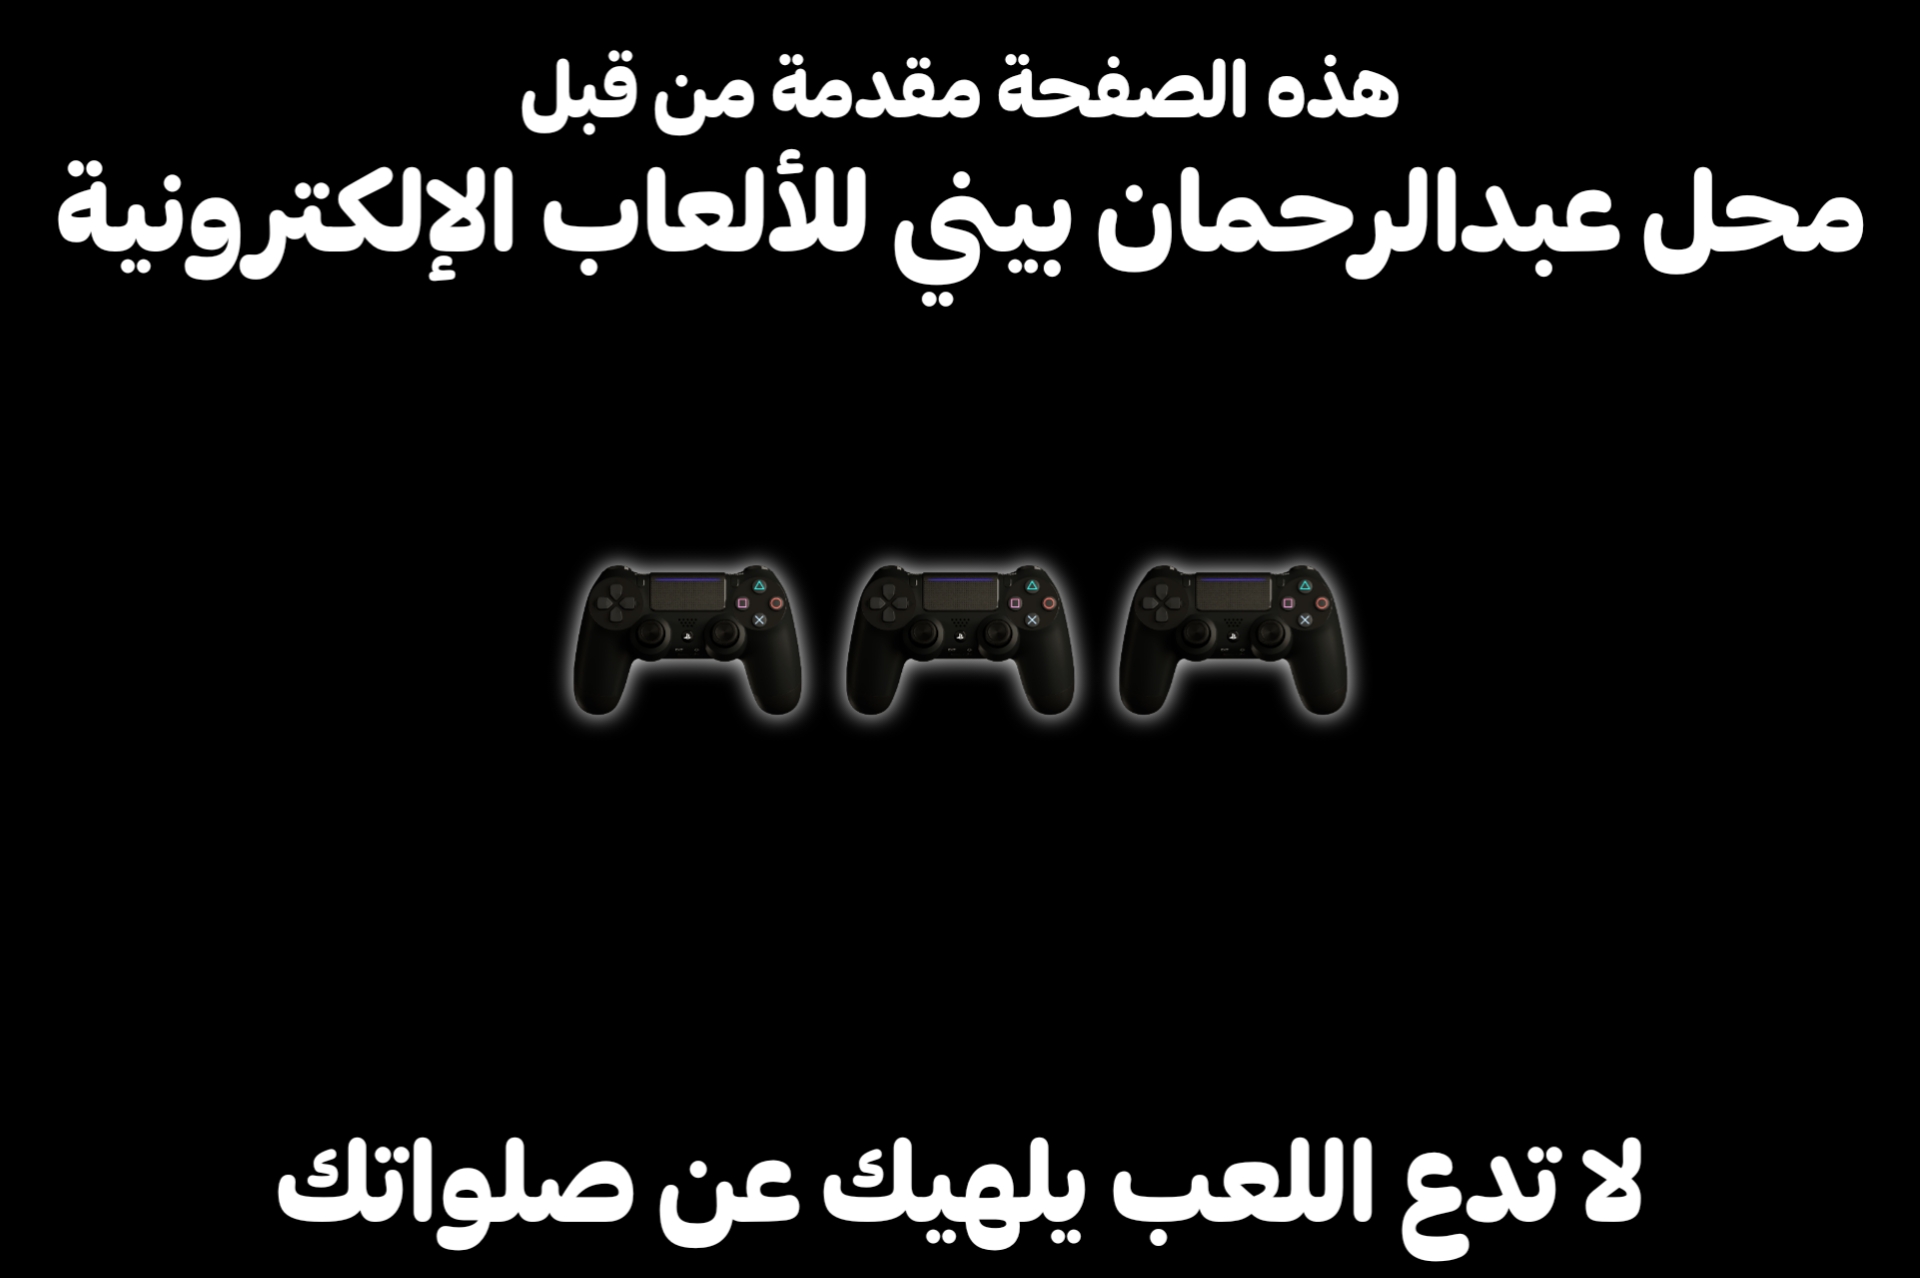 هذه الصفحة مقدمة من قبل
محل عبدالرحمان بيني للألعاب الإلكترونية
لا تدع اللعب يلهيك عن صلواتك